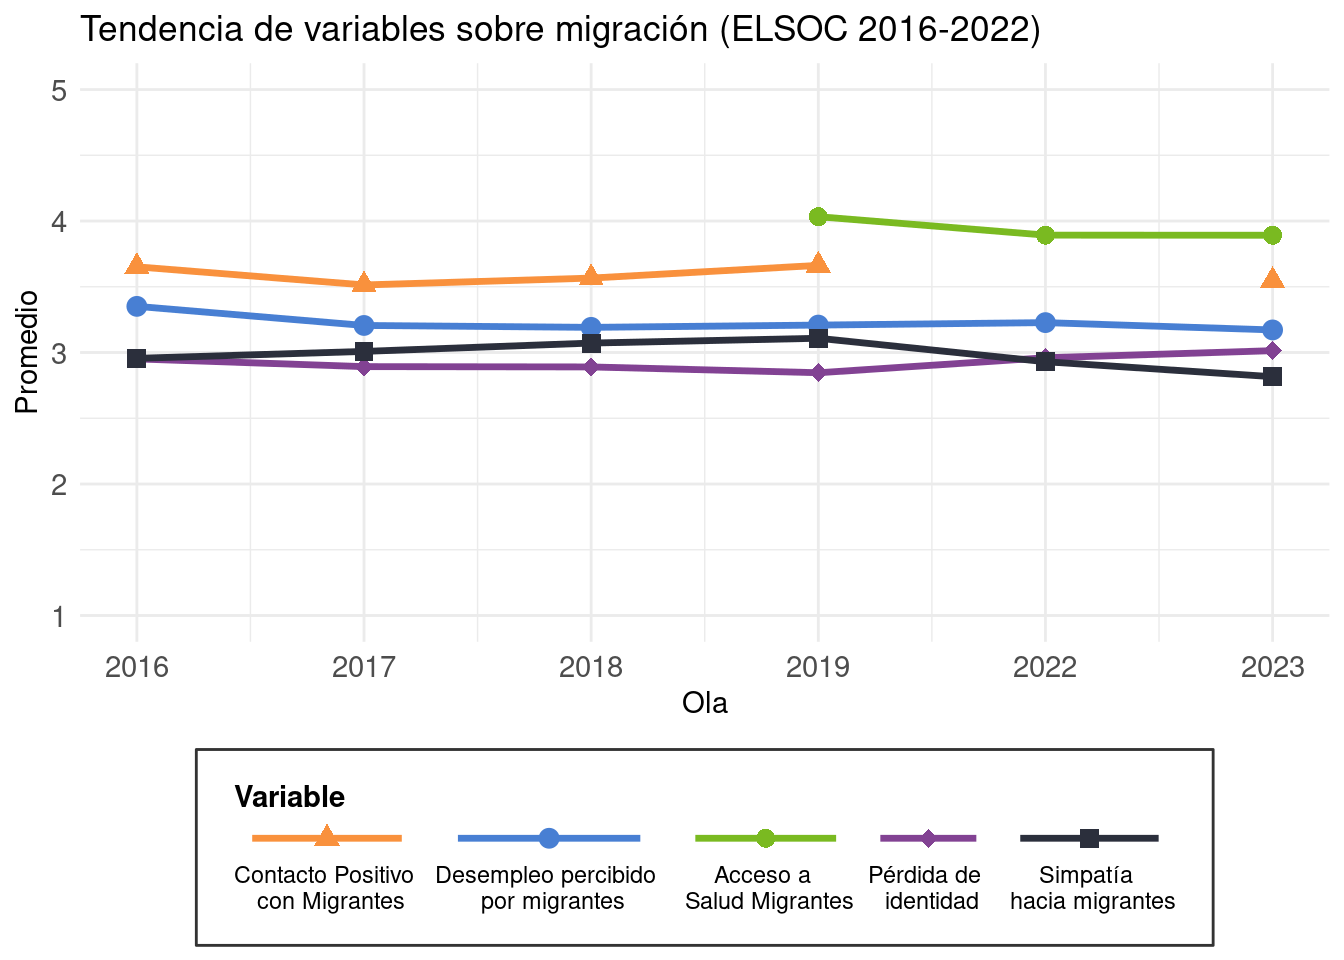 Tendencia de variables sobre migración (ELSOC 2016-2022)
Promedio
5
4
3
2
1
2016 2017 2018 2019 2022 2023
Ola
Variable
Contacto Positivo
con Migrantes
Desempleo percibido
por migrantes
Acceso a
Salud Migrantes
Pérdida de
identidad
Simpatía
hacia migrantes